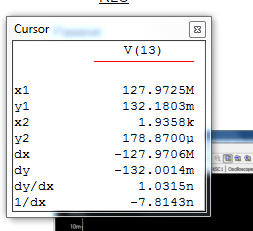 Cursor
V(13)
x1 127.9725M
y1 132.1803m
x2 1.9358k
y2 178.8700µ
dx -127.9706M
dy -132.0014m
dy/dx 1.0315n
1/dx -7.8143n
Oscilloscope
10m